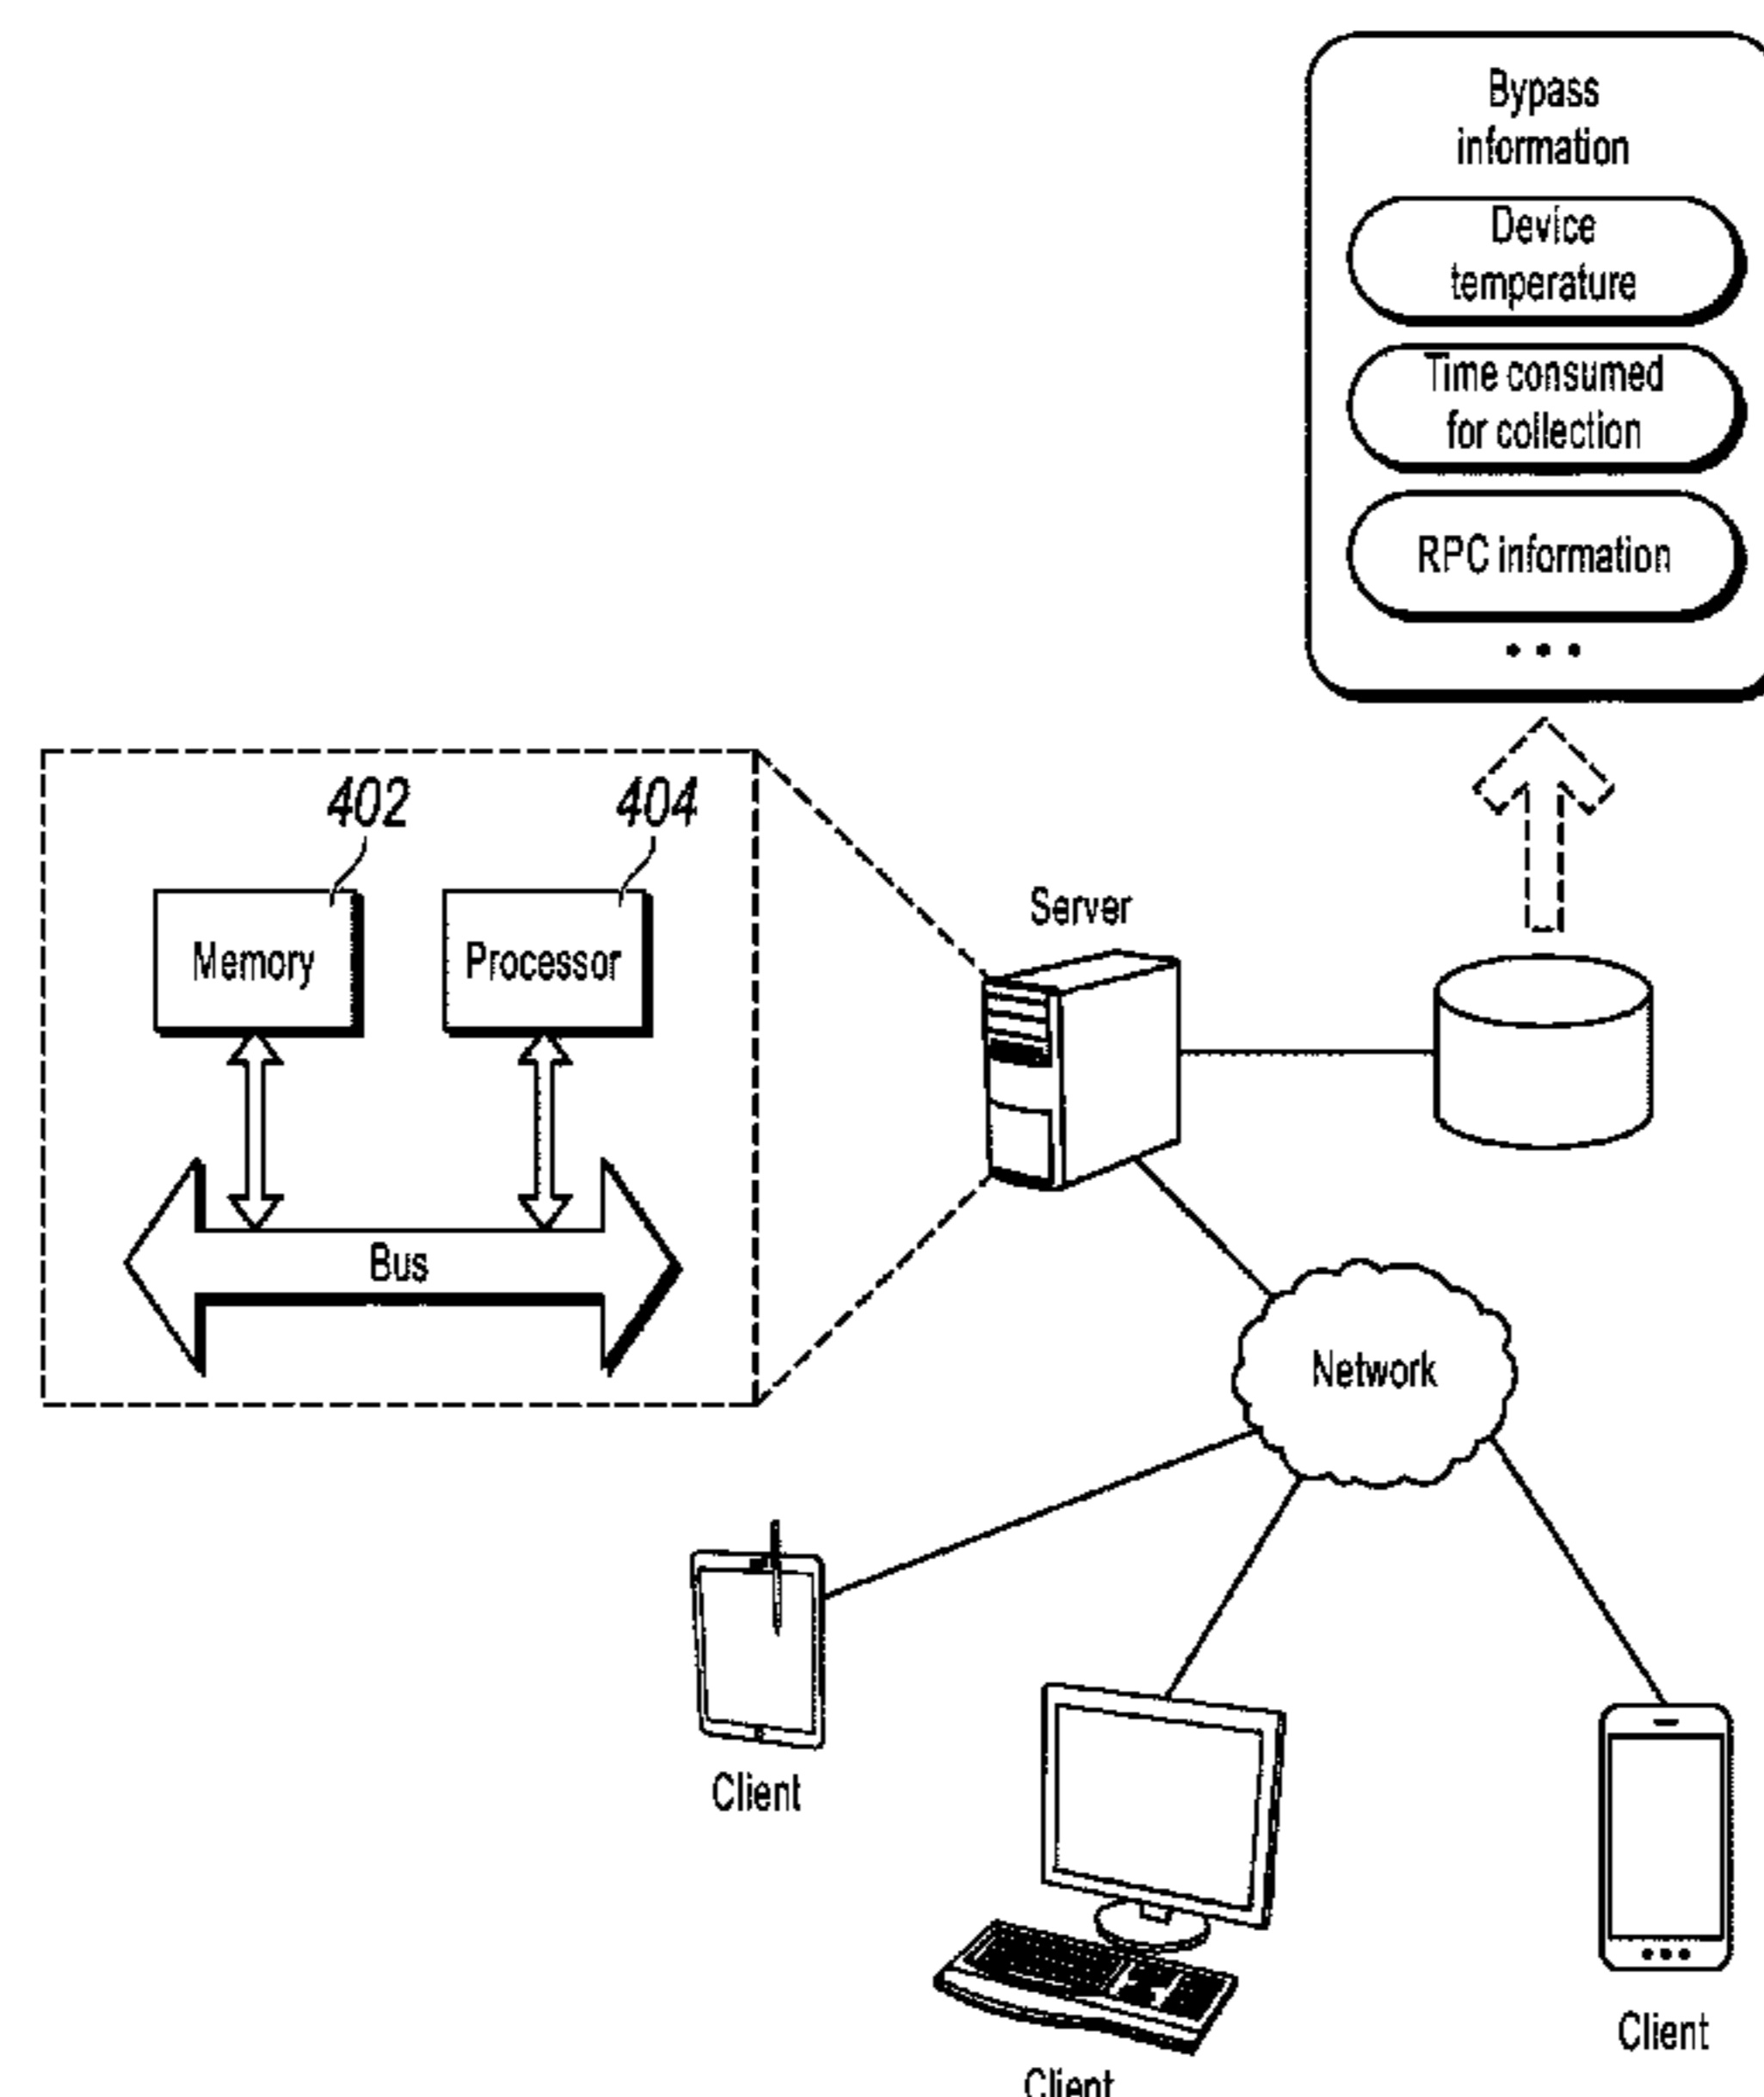 Bypass
information
Device
temperature
Time consumed
for collection
RPC information
•••
402
404
Memory
Processor
Server
Bus
Network
Client
Client
Client